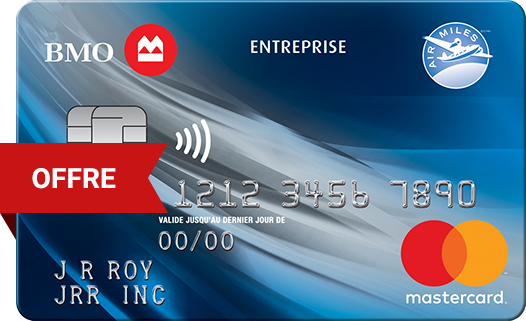 BMO
ENTREPRISE
AIR MILES
OFFRE
1212 3456 7890
VALIDE JUSQU'AU DERNIER JOUR DE
00/00
J R ROY
JRR INC
mastercard